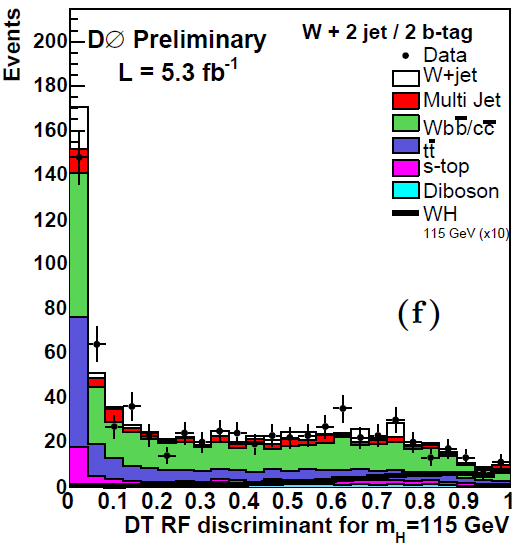 Events
200
180
160
140
120
100
80
60
40
20
0
DØ Preliminary
L = 5.3 fb⁻¹
W + 2 jet / 2 b-tag
Data
W+jet
Multi Jet
Wbb̅/cc̅
tt̅
s-top
Diboson
WH
115 GeV (x10)
(f)
0 0.1 0.2 0.3 0.4 0.5 0.6 0.7 0.8 0.9 1
DT RF discriminant for m_H=115 GeV